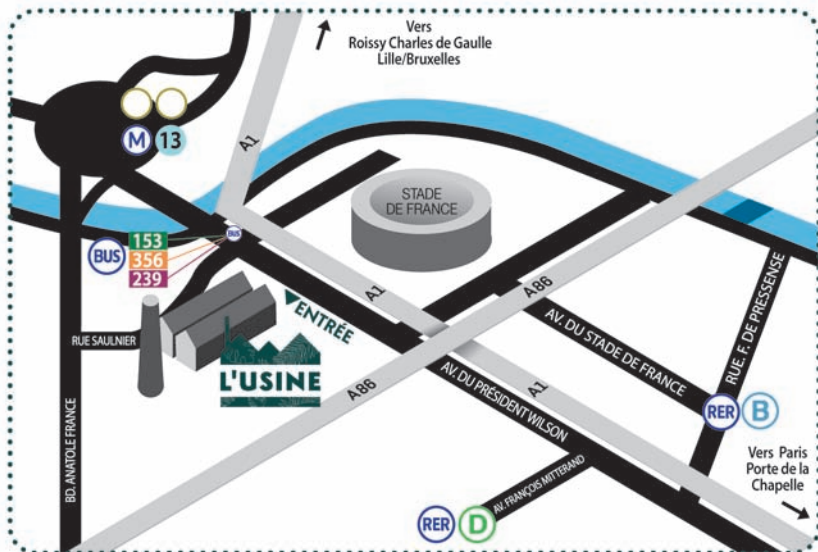 Vers
Roissy Charles de Gaulle
Lille/Bruxelles
A1
M 13
STADE
DE FRANCE
BUS
153
356
239
BUS
A1
A86
ENTRÉE
RUE SAULNIER
L'USINE
A86
AV. DU STADE DE FRANCE
RUE. F. DE PRESSENSE
AV. DU PRÉSIDENT WILSON
A1
RER B
BD. ANATOLE FRANCE
Vers Paris
Porte de la
Chapelle
AV. FRANÇOIS MITTERAND
RER D